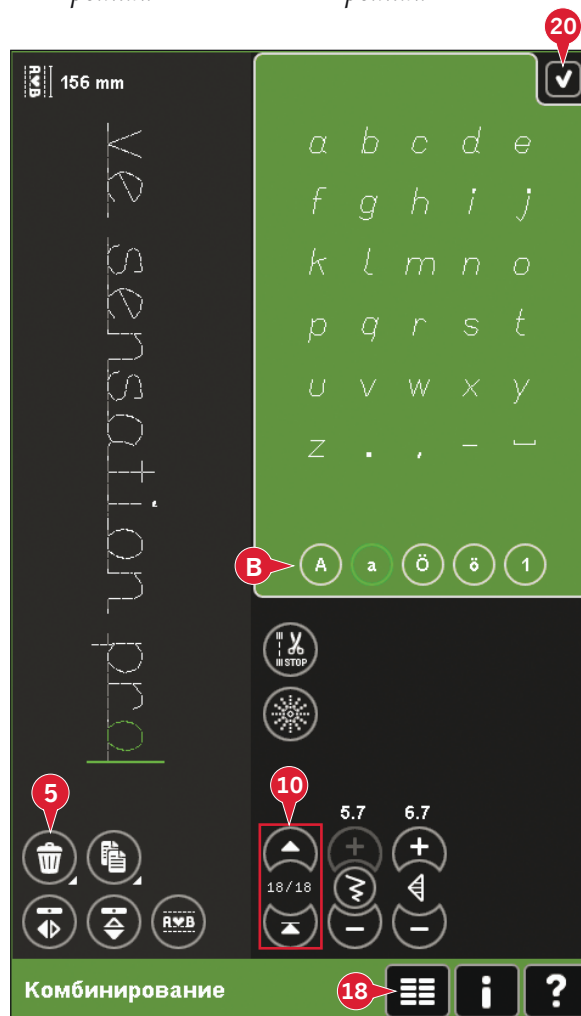 20
A♥B 156 mm
ve sensation pro
a b c d e
f g h i j
k l m n o
p q r s t
u v w x y
z . , - ⎵
B
A a Ö ö 1
STOP
5
10
5.7 6.7
18/18
A♥B
Комбинирование
18
i ?